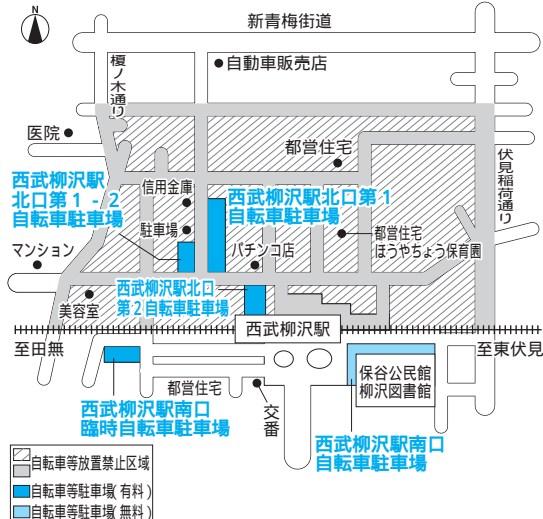 N
新青梅街道
榎ノ木通り
自動車販売店
医院
都営住宅
伏見稲荷通り
西武柳沢駅
北口第1-2
自転車駐車場
信用金庫
西武柳沢駅北口第1
自転車駐車場
駐車場
マンション
パチンコ店
都営住宅
ほうやちょう保育園
西武柳沢駅北口
第2自転車駐車場
美容室
西武柳沢駅
至田無
至東伏見
都営住宅
交番
保谷公民館
柳沢図書館
西武柳沢駅南口
臨時自転車駐車場
西武柳沢駅南口
自転車駐車場
自転車等放置禁止区域
自転車等駐車場(有料)
自転車等駐車場(無料)